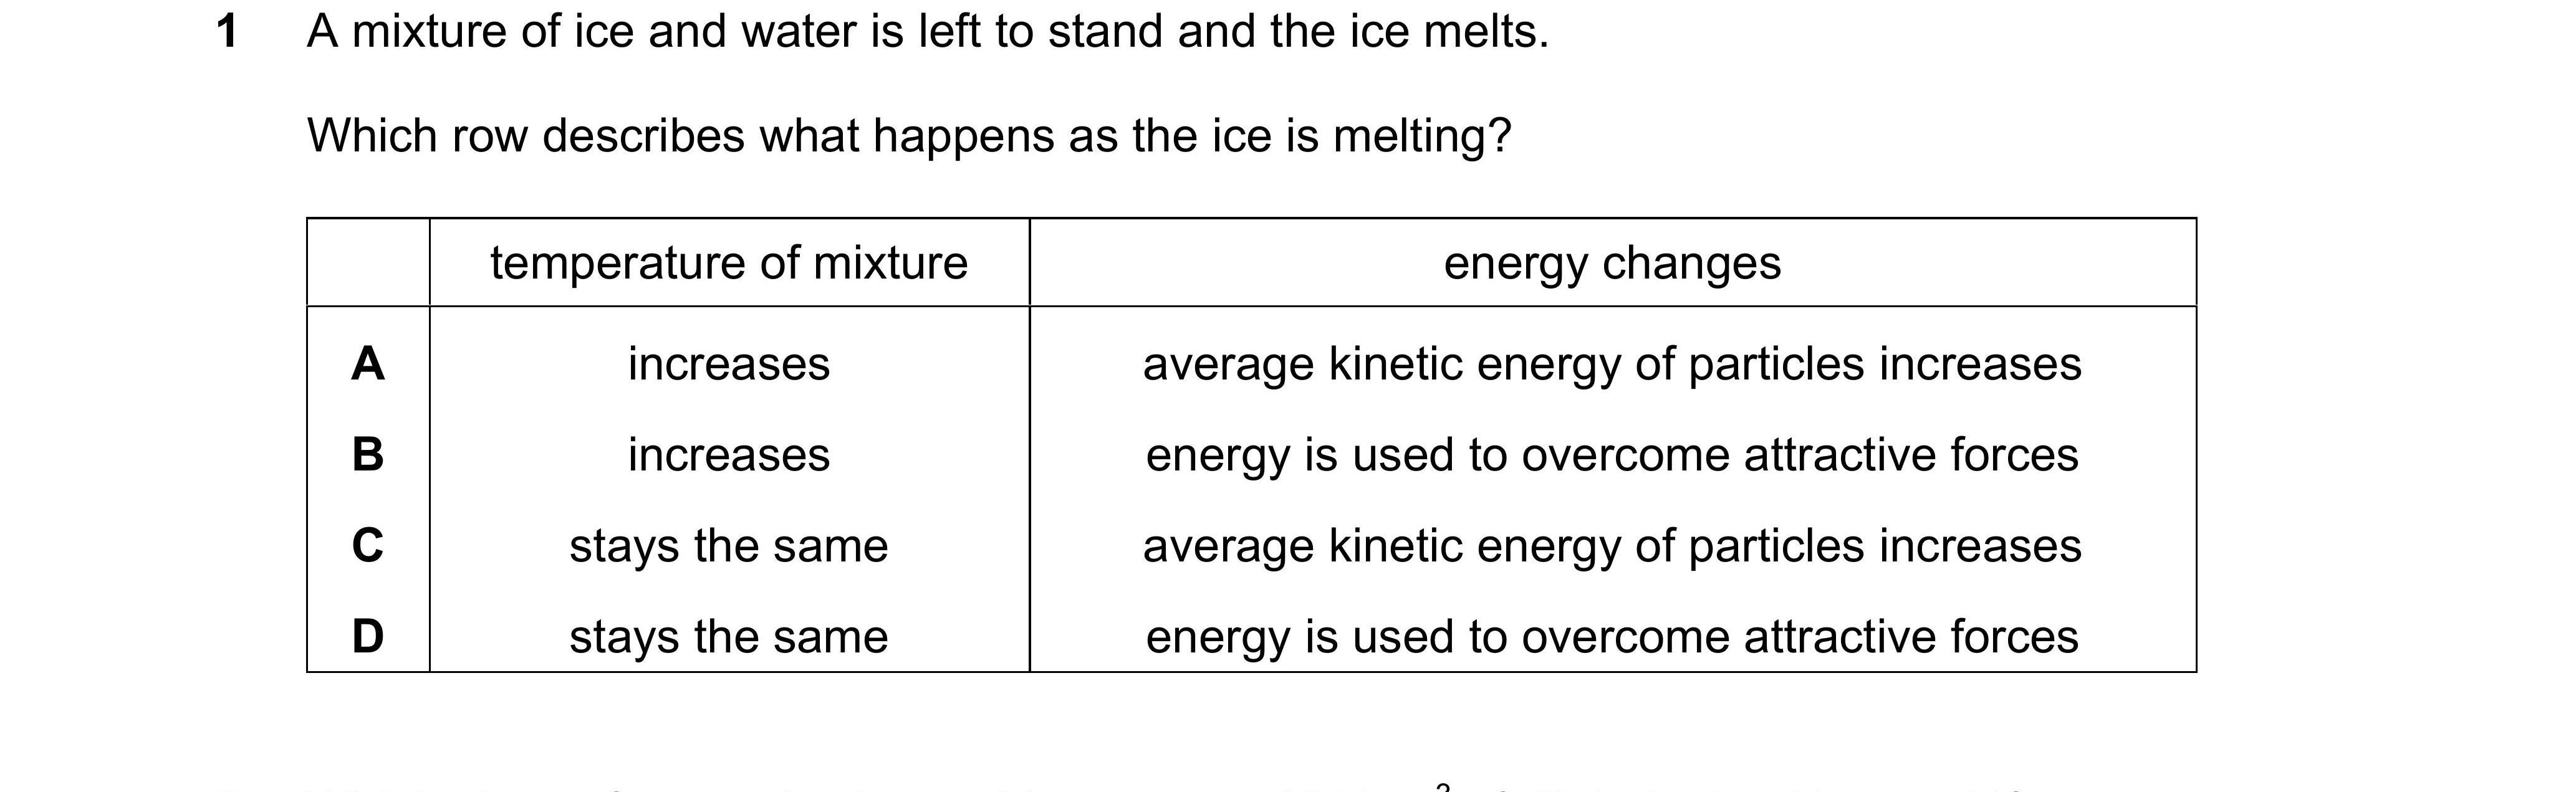 1 A mixture of ice and water is left to stand and the ice melts.
Which row describes what happens as the ice is melting?
temperature of mixture energy changes
A increases average kinetic energy of particles increases
B increases energy is used to overcome attractive forces
C stays the same average kinetic energy of particles increases
D stays the same energy is used to overcome attractive forces